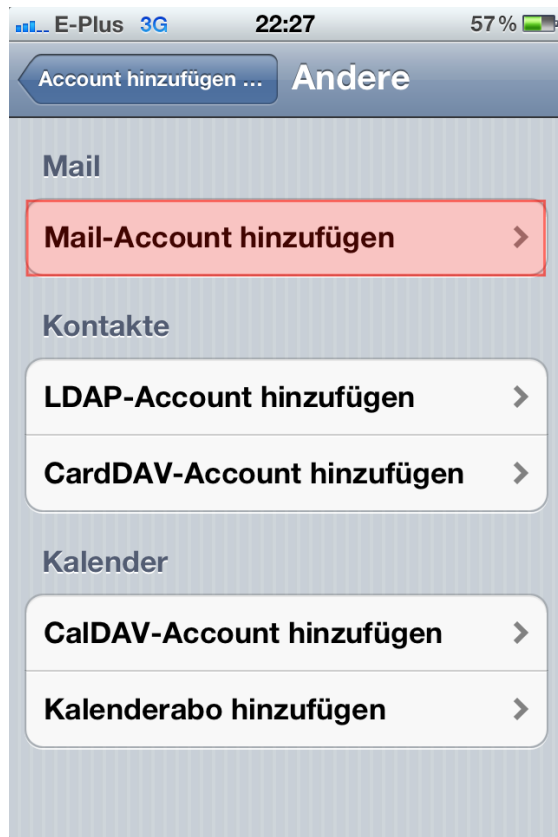 E-Plus 3G 22:27 57%
Account hinzufügen ... Andere
Mail
Mail-Account hinzufügen
Kontakte
LDAP-Account hinzufügen
CardDAV-Account hinzufügen
Kalender
CalDAV-Account hinzufügen
Kalenderabo hinzufügen